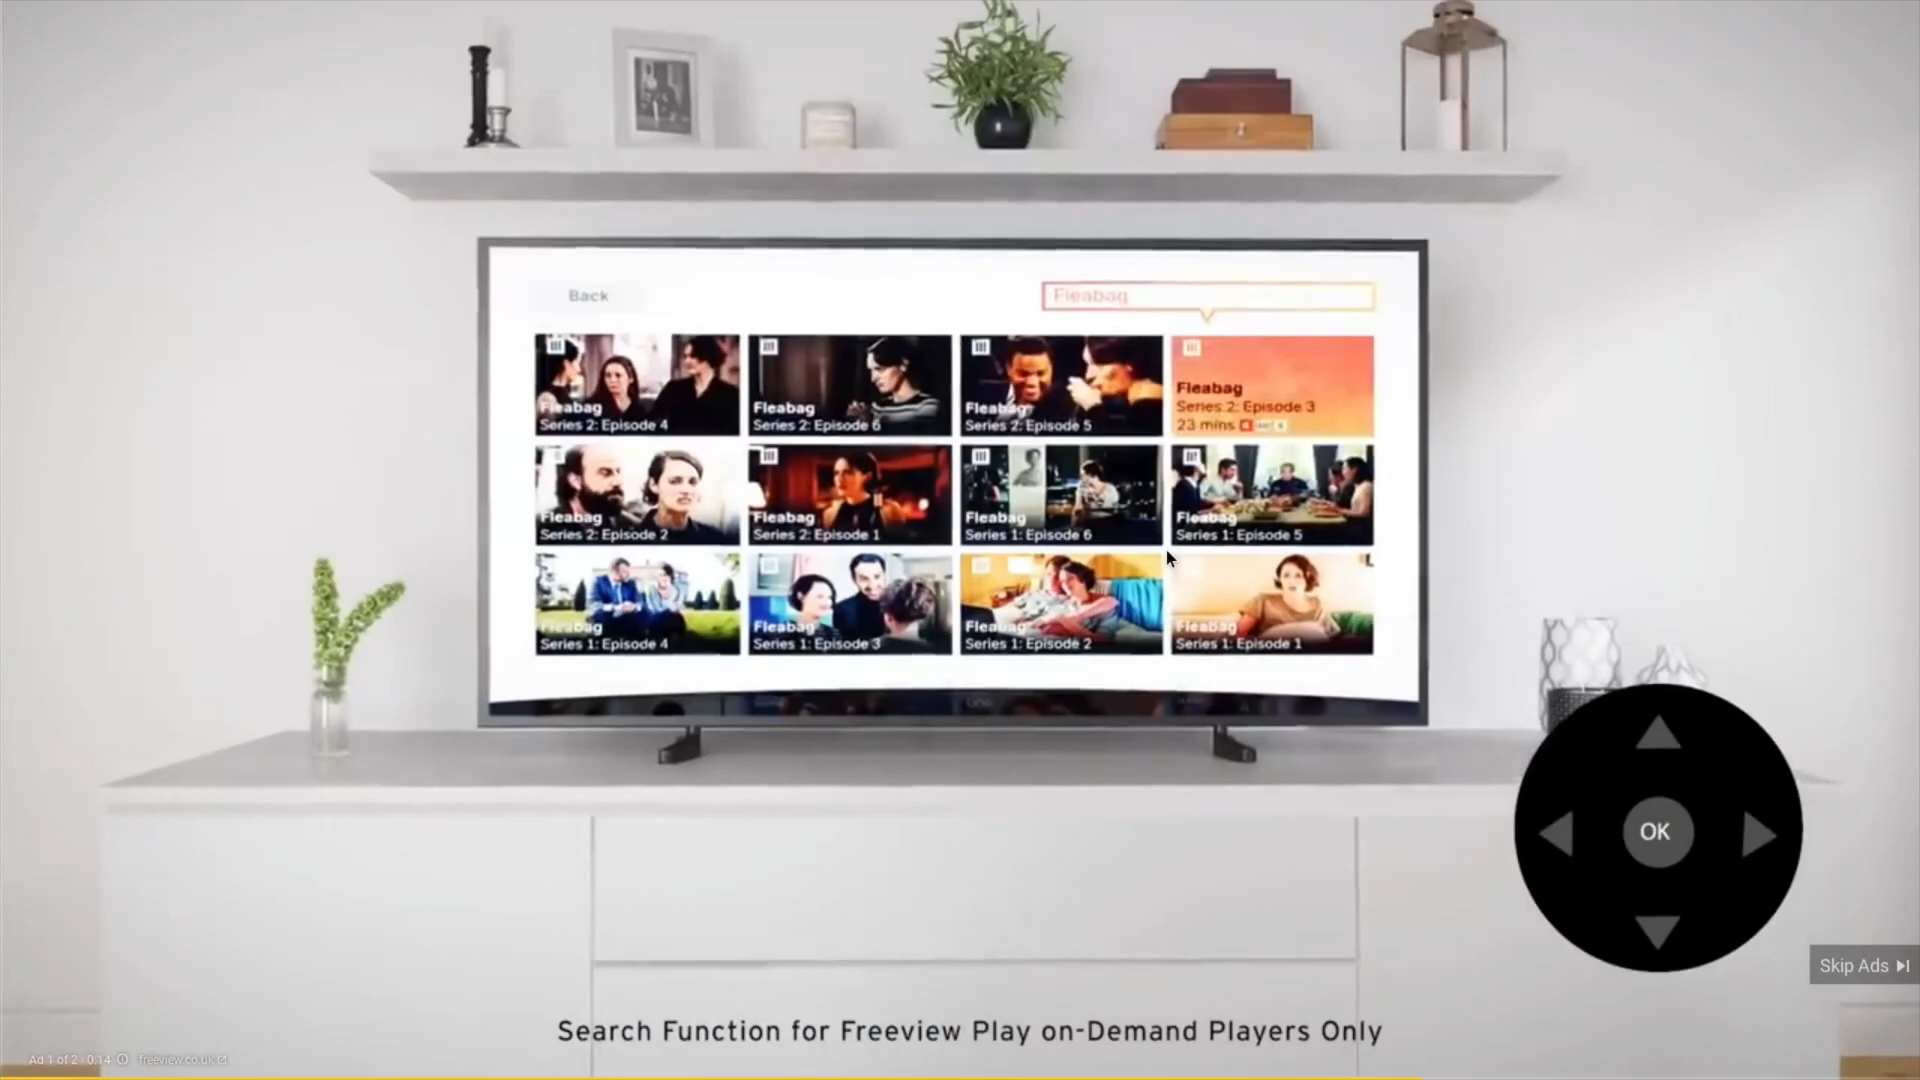 Back
Fleabag
Fleabag
Series 2: Episode 4
Fleabag
Series 2: Episode 6
Fleabag
Series 2: Episode 5
Fleabag
Series 2: Episode 3
23 mins
Fleabag
Series 2: Episode 2
Fleabag
Series 2: Episode 1
Fleabag
Series 1: Episode 6
Fleabag
Series 1: Episode 5
Fleabag
Series 1: Episode 4
Fleabag
Series 1: Episode 3
Fleabag
Series 1: Episode 2
Fleabag
Series 1: Episode 1
OK
Skip Ads
Search Function for Freeview Play on-Demand Players Only
Ad 1 of 2 · 0:14 freeview.co.uk